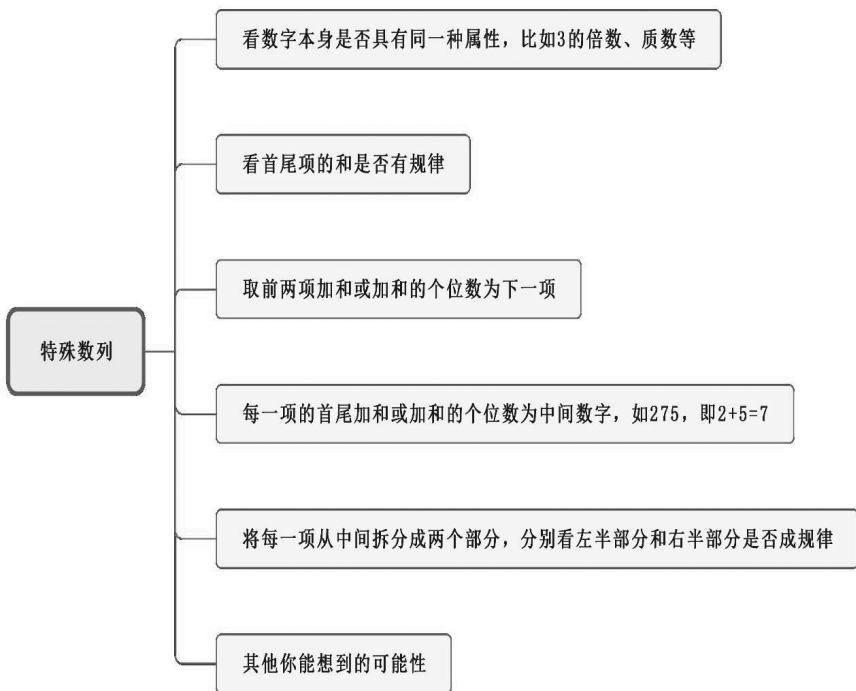 看数字本身是否具有同一种属性，比如3的倍数、质数等
看首尾项的和是否有规律
取前两项加和或加和的个位数为下一项
特殊数列
每一项的首尾加和或加和的个位数为中间数字，如275，即2+5=7
将每一项从中间拆分成两个部分，分别看左半部分和右半部分是否成规律
其他你能想到的可能性